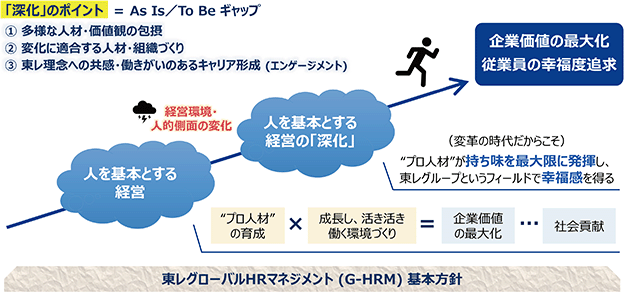 「深化」のポイント = As Is／To Be ギャップ
① 多様な人材・価値観の包摂
② 変化に適合する人材・組織づくり
③ 東レ理念への共感・働きがいのあるキャリア形成 (エンゲージメント)
企業価値の最大化
従業員の幸福度追求
経営環境・
人的側面の変化
人を基本とする
経営の「深化」
人を基本とする
経営
（変革の時代だからこそ）
“プロ人材”が持ち味を最大限に発揮し、
東レグループというフィールドで幸福感を得る
“プロ人材”
の育成
×
成長し、活き活き
働く環境づくり
=
企業価値
の最大化
…
社会貢献
東レグローバルHRマネジメント (G-HRM) 基本方針